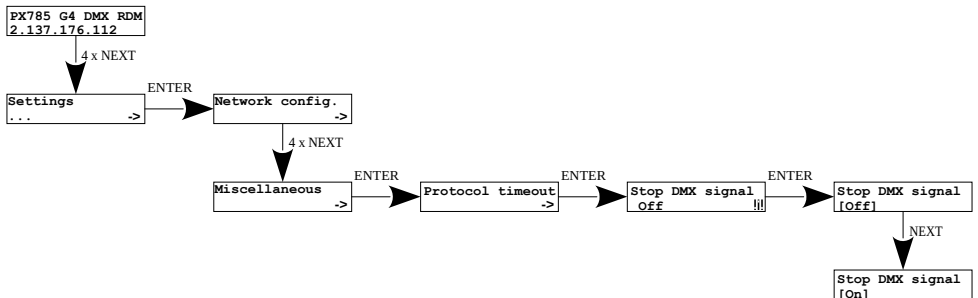 PX785 G4 DMX RDM
2.137.176.112
4 x NEXT
Settings
... ->
ENTER
Network config.
->
4 x NEXT
Miscellaneous
->
ENTER
Protocol timeout
->
ENTER
Stop DMX signal
Off !i!
ENTER
Stop DMX signal
[Off]
NEXT
Stop DMX signal
[On]